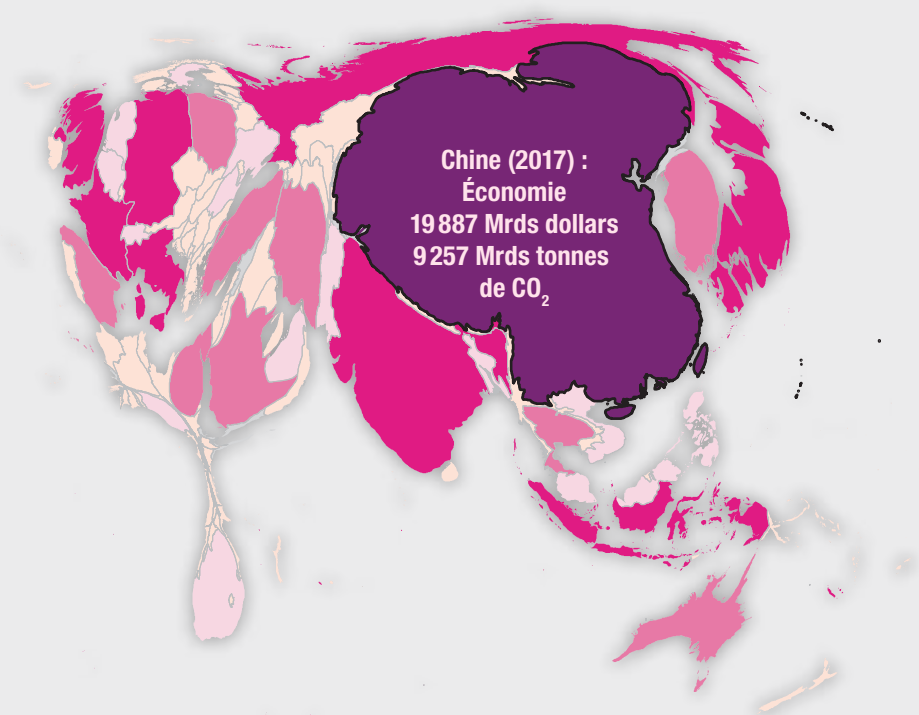 Chine (2017) :
Économie
19 887 Mrds dollars
9 257 Mrds tonnes
de CO₂